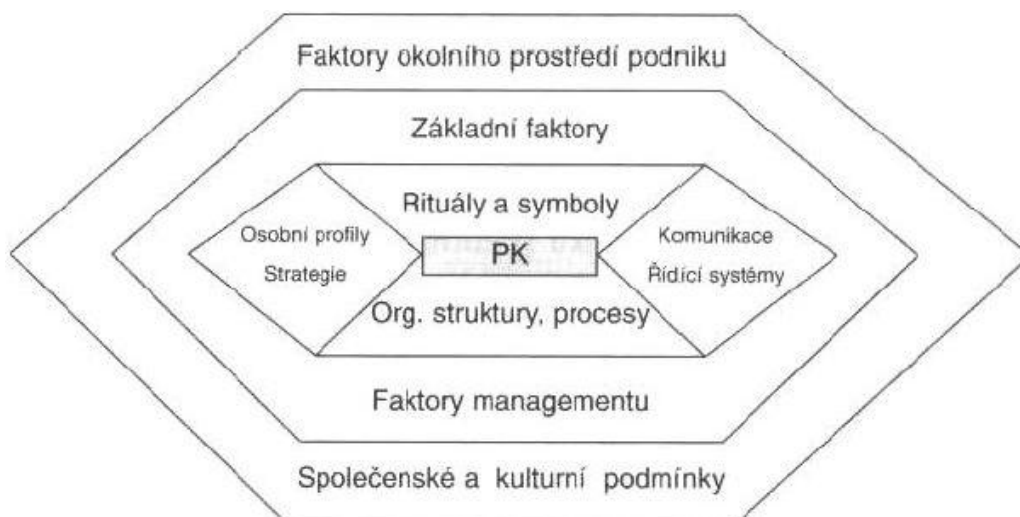 Faktory okolního prostředí podniku
Základní faktory
Rituály a symboly
Osobní profily
Strategie
PK
Komunikace
Řídící systémy
Org. struktury, procesy
Faktory managementu
Společenské a kulturní podmínky